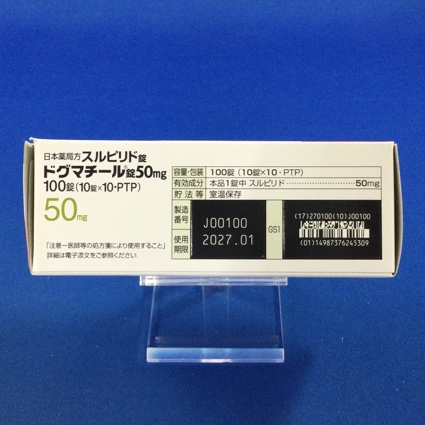 日本薬局方 スルピリド錠
ドグマチール®錠50mg
100錠(10錠×10・PTP)
50mg
「注意-医師等の処方箋により使用すること」
詳細は電子添文をご参照ください
容量・包装 100錠 (10錠×10・PTP)
有効成分 本品1錠中 スルピリド………………50mg
貯法等 室温保存
製造番号 J00100
使用期限 2027.01
GS1
(17)270100(10)J00100
(01)14987376245309